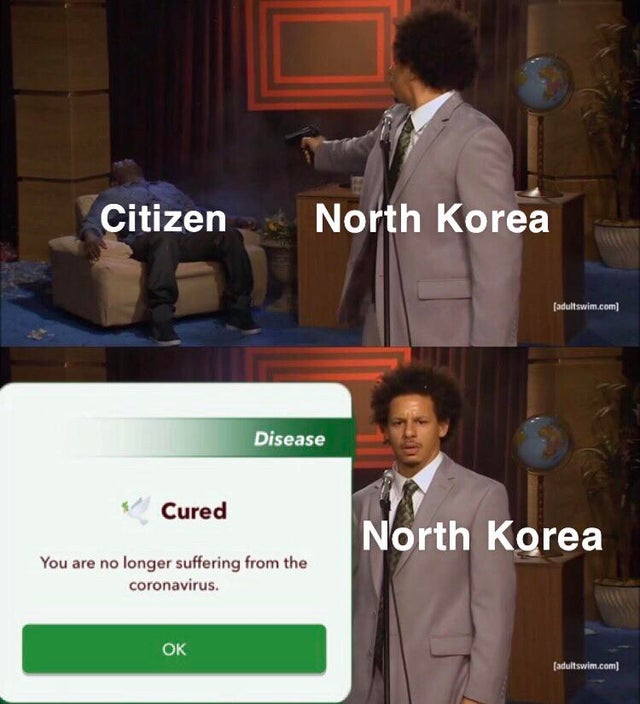 Citizen
North Korea
[adultswim.com]
Disease
Cured
You are no longer suffering from the
coronavirus.
OK
North Korea
[adultswim.com]